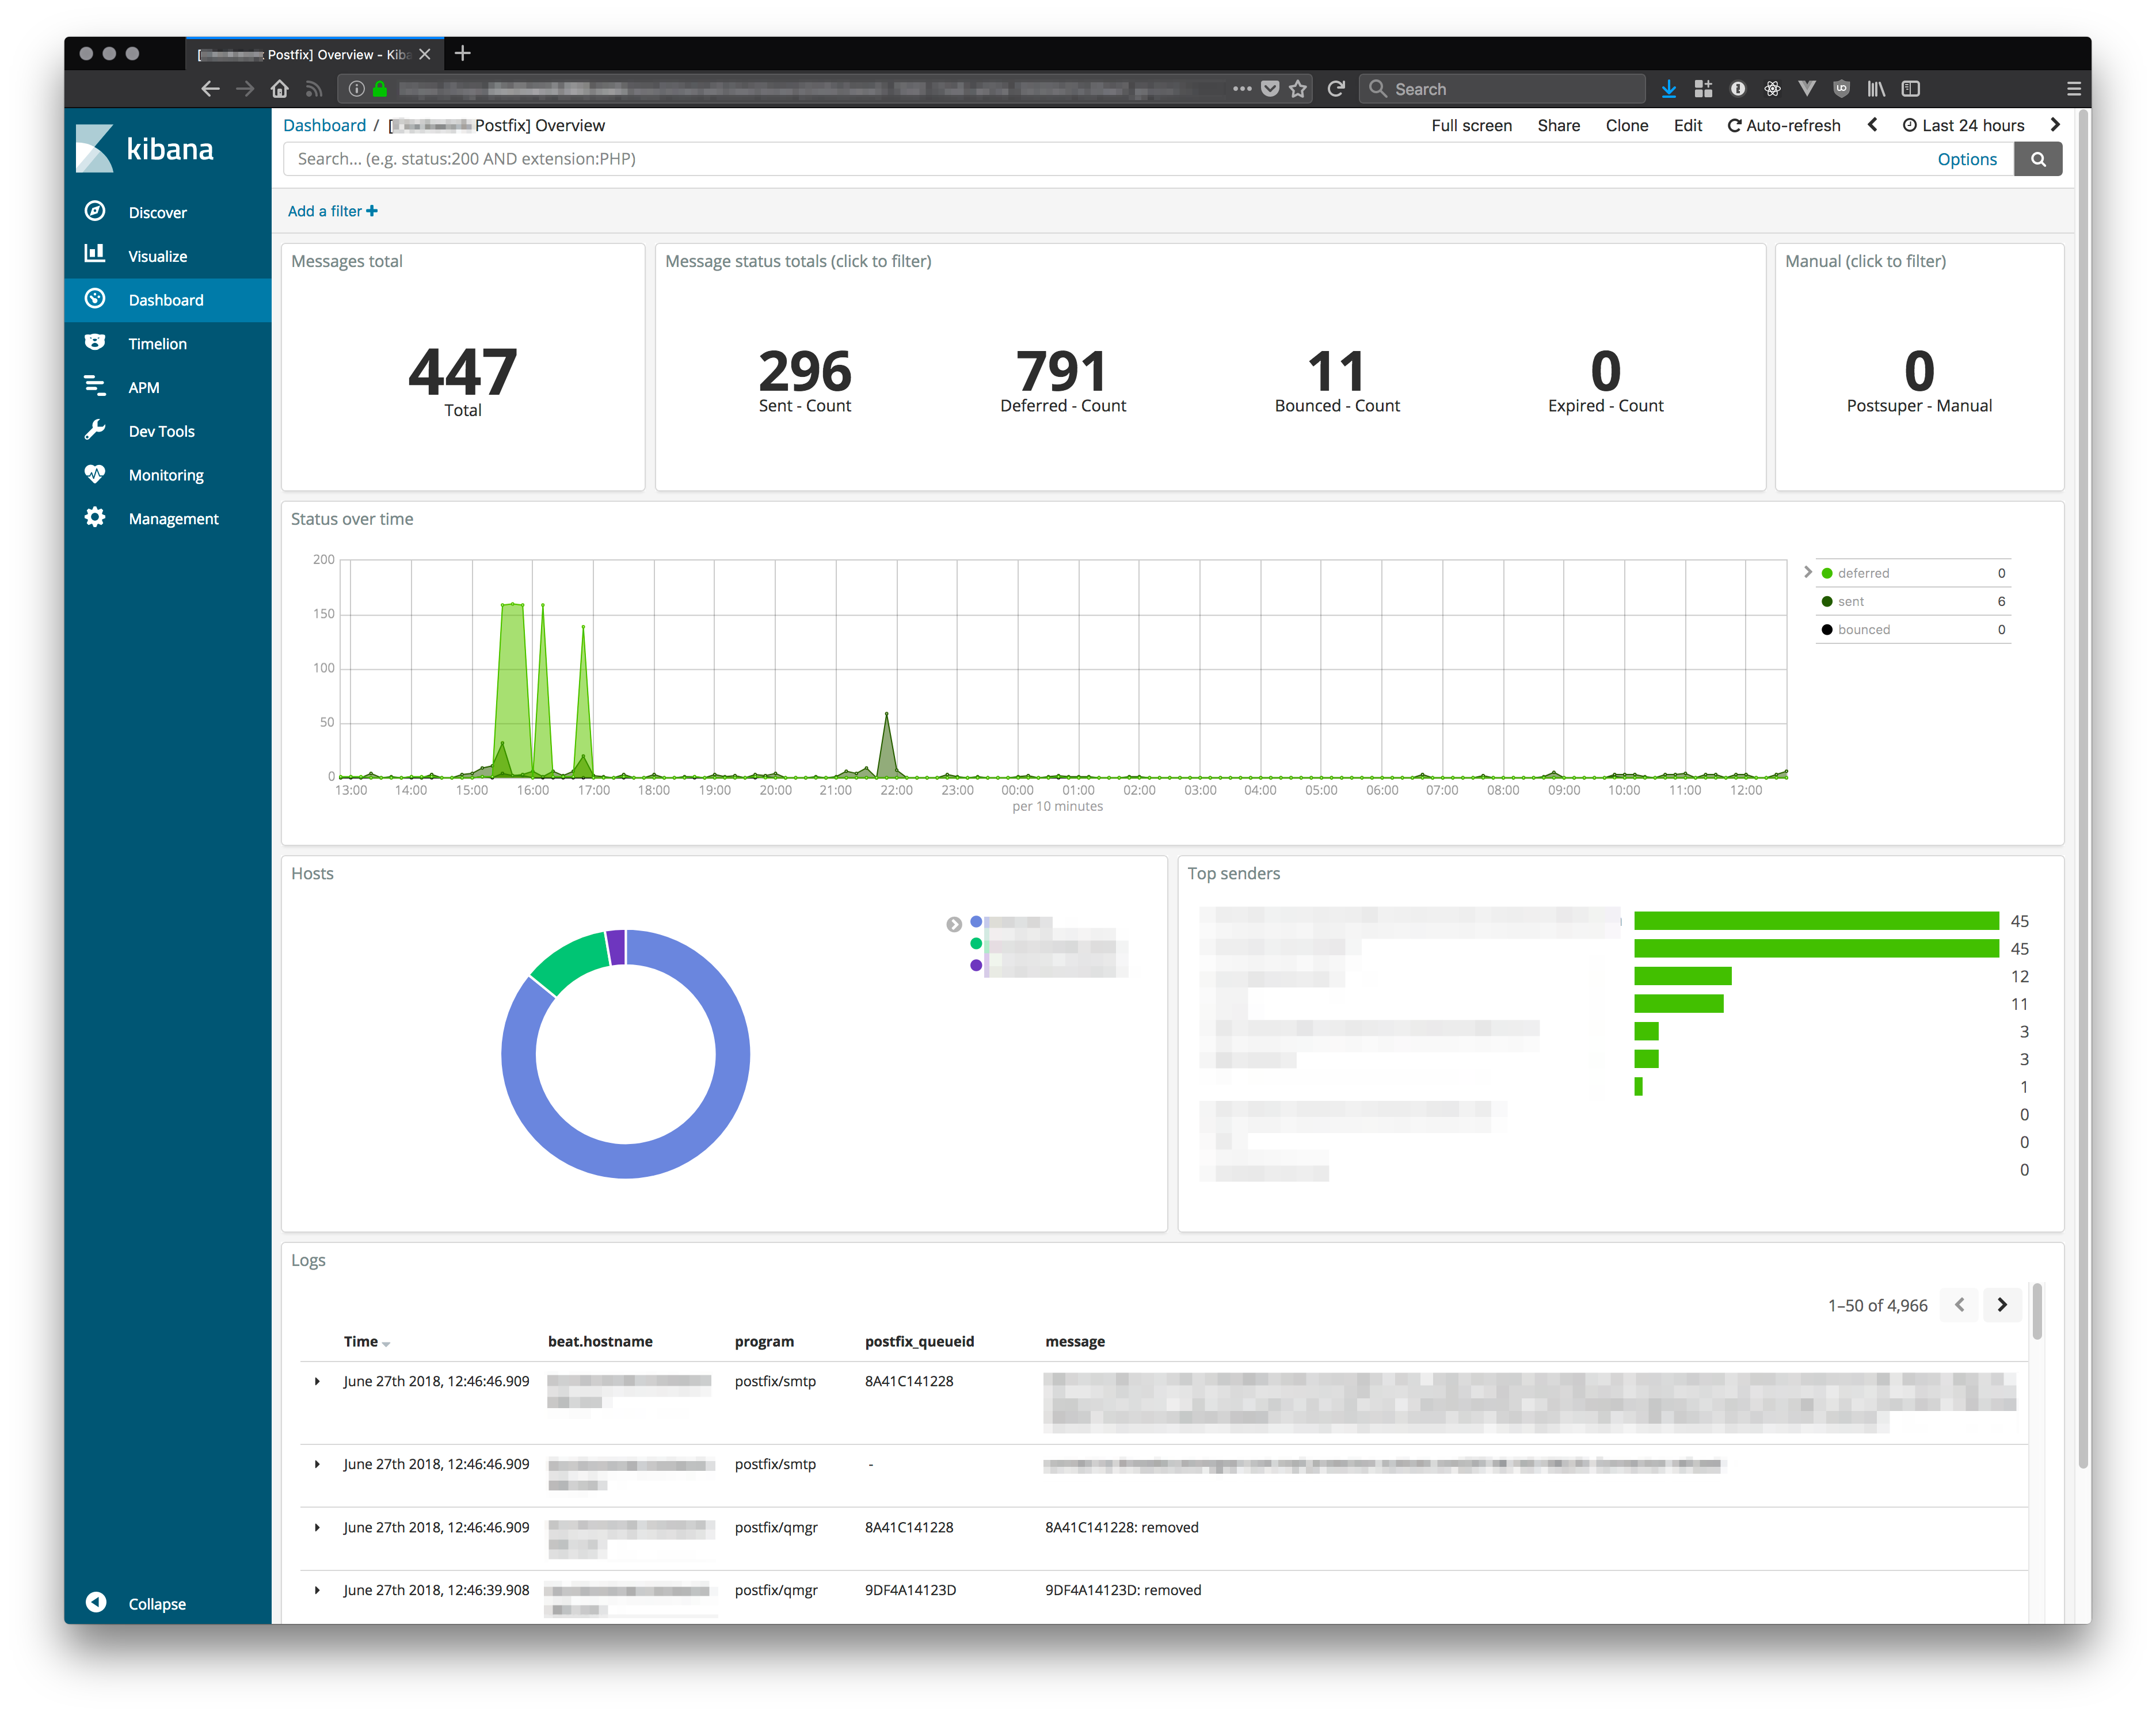 Postfix] Overview - Kiba
Search
kibana
Discover
Visualize
Dashboard
Timelion
APM
Dev Tools
Monitoring
Management
Collapse
Dashboard / [ Postfix] Overview
Full screen Share Clone Edit Auto-refresh Last 24 hours
Search... (e.g. status:200 AND extension:PHP)
Options
Add a filter
Messages total
447
Total
Message status totals (click to filter)
296 791 11 0
Sent - Count Deferred - Count Bounced - Count Expired - Count
Manual (click to filter)
0
Postsuper - Manual
Status over time
200
150
100
50
0
13:00 14:00 15:00 16:00 17:00 18:00 19:00 20:00 21:00 22:00 23:00 00:00 01:00 02:00 03:00 04:00 05:00 06:00 07:00 08:00 09:00 10:00 11:00 12:00
per 10 minutes
deferred 0
sent 6
bounced 0
Hosts
Top senders
45
45
12
11
3
3
1
0
0
0
Logs
1–50 of 4,966
Time beat.hostname program postfix_queueid message
June 27th 2018, 12:46:46.909 postfix/smtp 8A41C141228
June 27th 2018, 12:46:46.909 postfix/smtp -
June 27th 2018, 12:46:46.909 postfix/qmgr 8A41C141228 8A41C141228: removed
June 27th 2018, 12:46:39.908 postfix/qmgr 9DF4A14123D 9DF4A14123D: removed